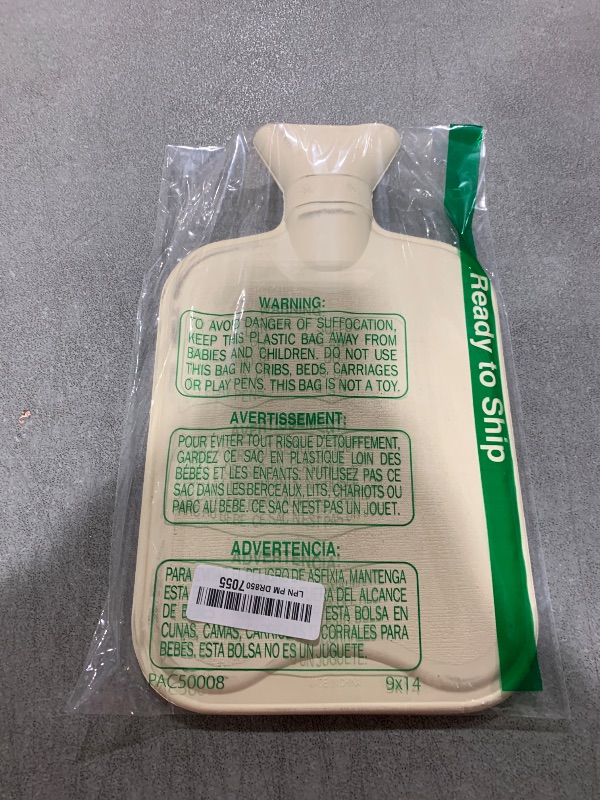 WARNING:
TO AVOID DANGER OF SUFFOCATION,
KEEP THIS PLASTIC BAG AWAY FROM
BABIES AND CHILDREN. DO NOT USE
THIS BAG IN CRIBS, BEDS, CARRIAGES
OR PLAY PENS. THIS BAG IS NOT A TOY.
AVERTISSEMENT:
POUR ÉVITER TOUT RISQUE D'ÉTOUFFEMENT,
GARDEZ CE SAC EN PLASTIQUE LOIN DES
BÉBÉS ET LES ENFANTS. N'UTILISEZ PAS CE
SAC DANS LES BERCEAUX, LITS, CHARIOTS OU
PARC AU BEBE. CE SAC N'EST PAS UN JOUET.
ADVERTENCIA:
PARA PELIGRO DE ASFIXIA, MANTENGA
ESTA DEL ALCANCE
DE ESTA BOLSA EN
CUNAS, CAMAS, CORRALES PARA
BEBÉS. ESTA BOLSA NO ES UN JUGUETE.
LPN PM DR850 7055
PAC50008
9x14
Ready to Ship